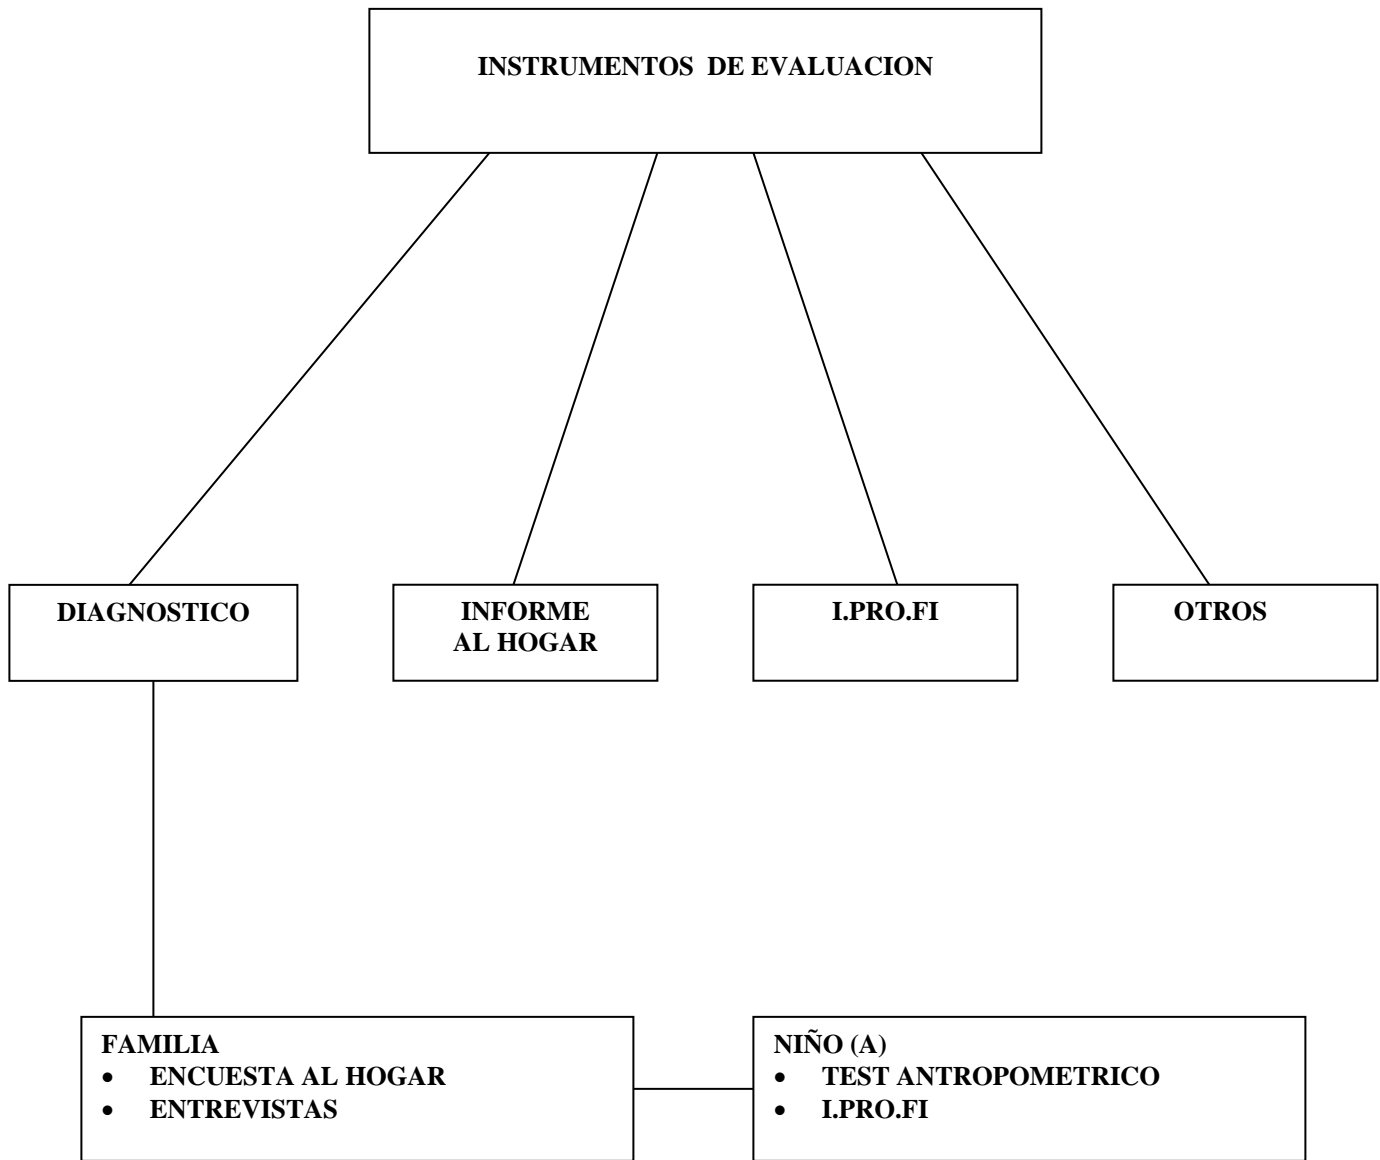 INSTRUMENTOS DE EVALUACION
DIAGNOSTICO
INFORME
AL HOGAR
I.PRO.FI
OTROS
FAMILIA
• ENCUESTA AL HOGAR
• ENTREVISTAS
NIÑO (A)
• TEST ANTROPOMETRICO
• I.PRO.FI